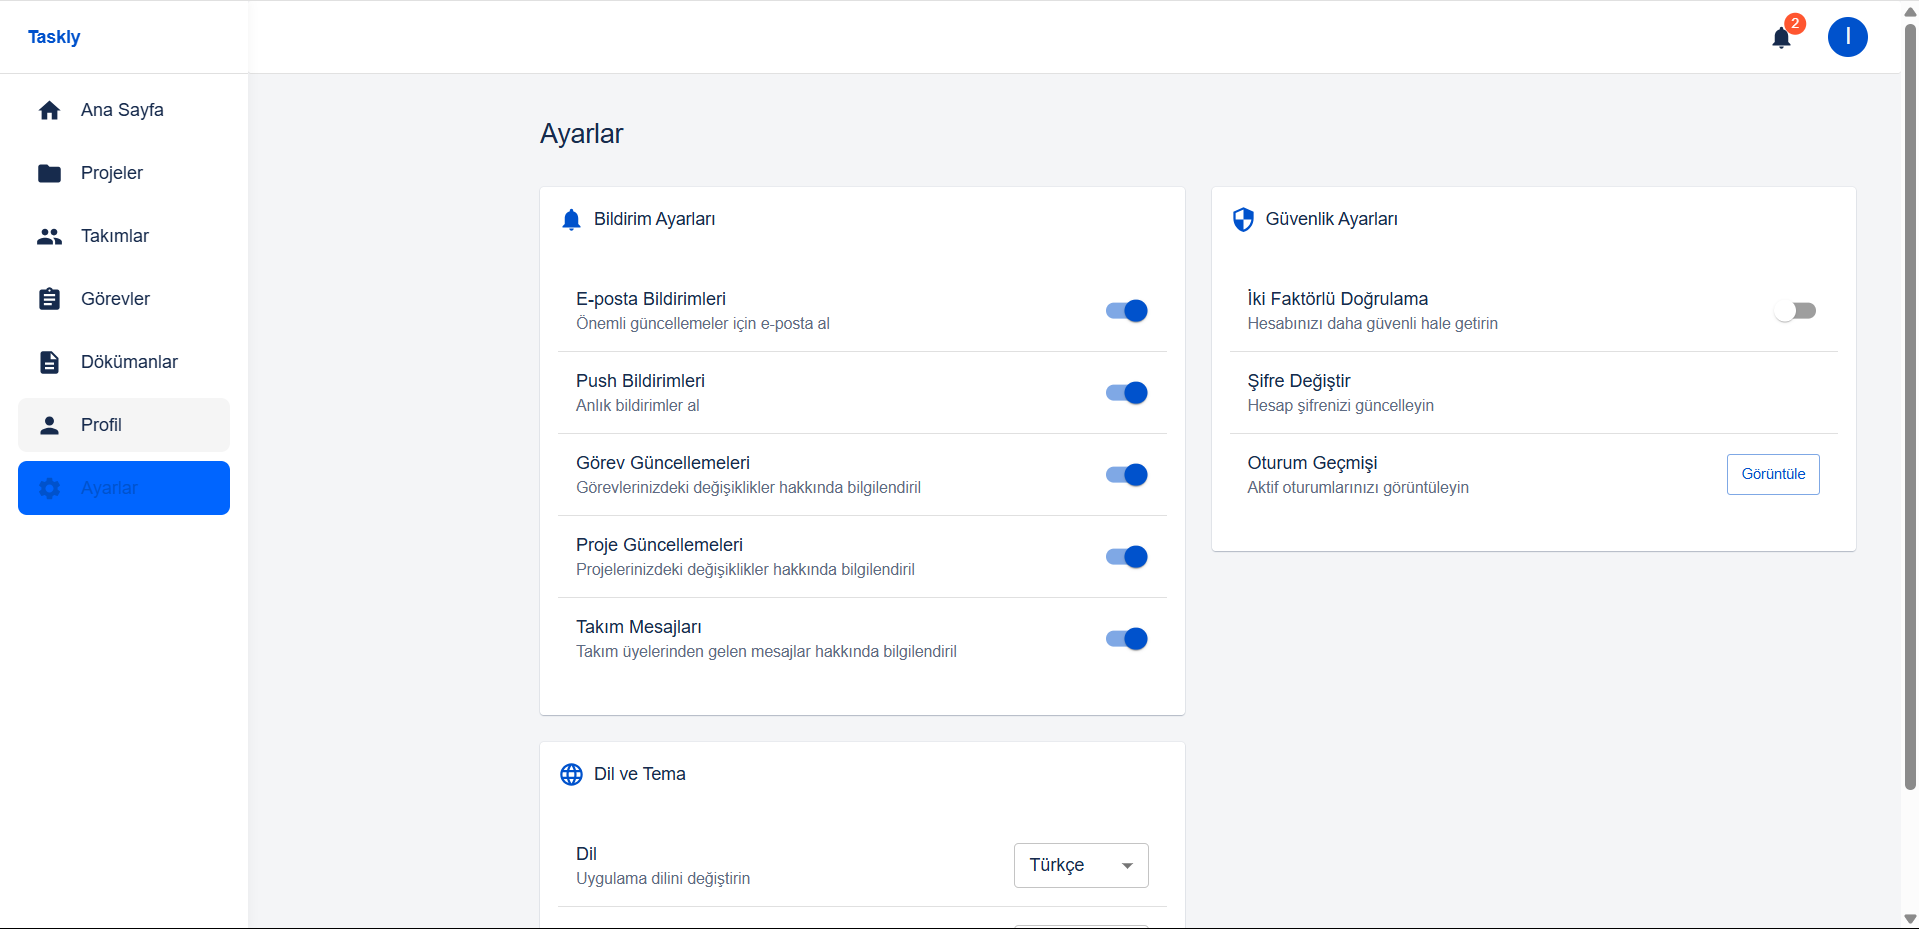 Taskly
2
I
Ana Sayfa
Projeler
Takımlar
Görevler
Dökümanlar
Profil
Ayarlar
Ayarlar
Bildirim Ayarları
E-posta Bildirimleri
Önemli güncellemeler için e-posta al
Push Bildirimleri
Anlık bildirimler al
Görev Güncellemeleri
Görevlerinizdeki değişiklikler hakkında bilgilendiril
Proje Güncellemeleri
Projelerinizdeki değişiklikler hakkında bilgilendiril
Takım Mesajları
Takım üyelerinden gelen mesajlar hakkında bilgilendiril
Güvenlik Ayarları
İki Faktörlü Doğrulama
Hesabınızı daha güvenli hale getirin
Şifre Değiştir
Hesap şifrenizi güncelleyin
Oturum Geçmişi
Aktif oturumlarınızı görüntüleyin
Görüntüle
Dil ve Tema
Dil
Uygulama dilini değiştirin
Türkçe